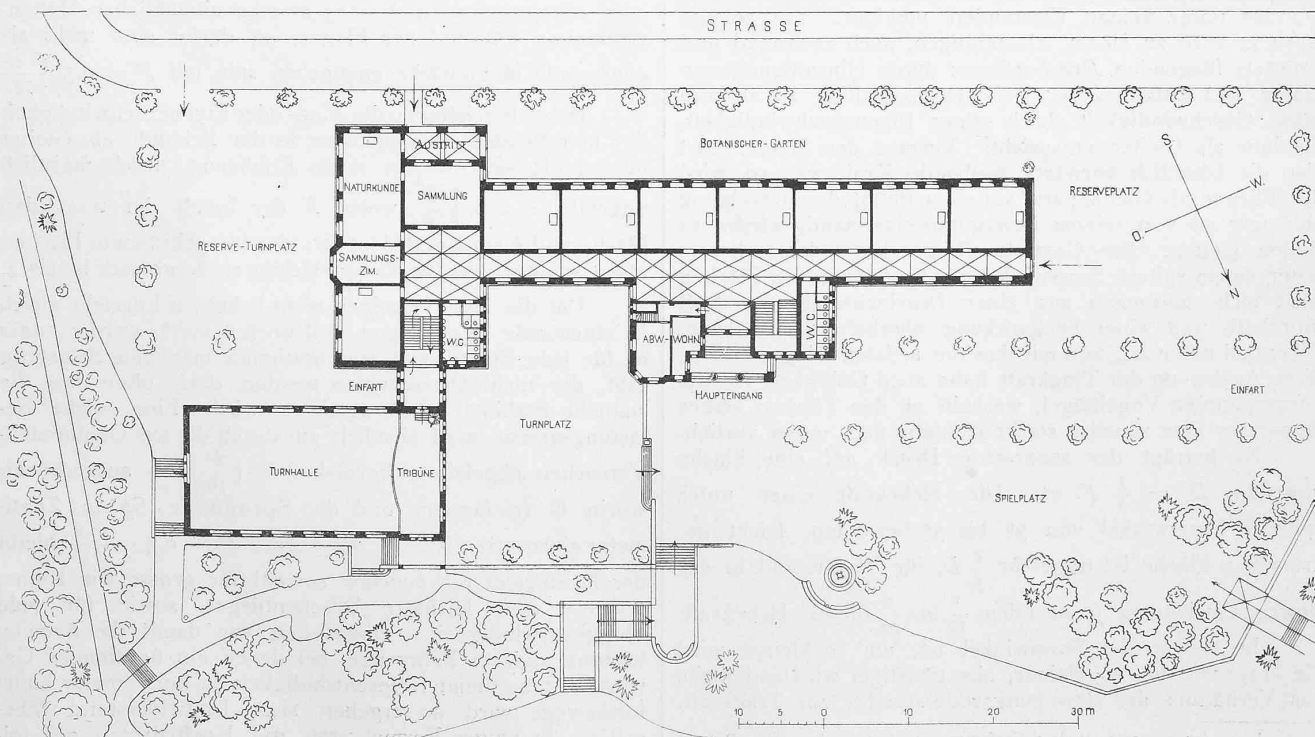 STRASSE
BOTANISCHER-GARTEN
AUSTRITT
NATURKUNDE
SAMMLUNG
RESERVEPLATZ
S
W
O
N
RESERVE-TURNPLATZ
SAMMLUNGS-
ZIM.
W.C.
ABW-WOHN.
W.C.
EINFART
HAUPTEINGANG
EINFART
TURNPLATZ
TURNHALLE
TRIBÜNE
SPIELPLATZ
10 5 0 10 20 30 m